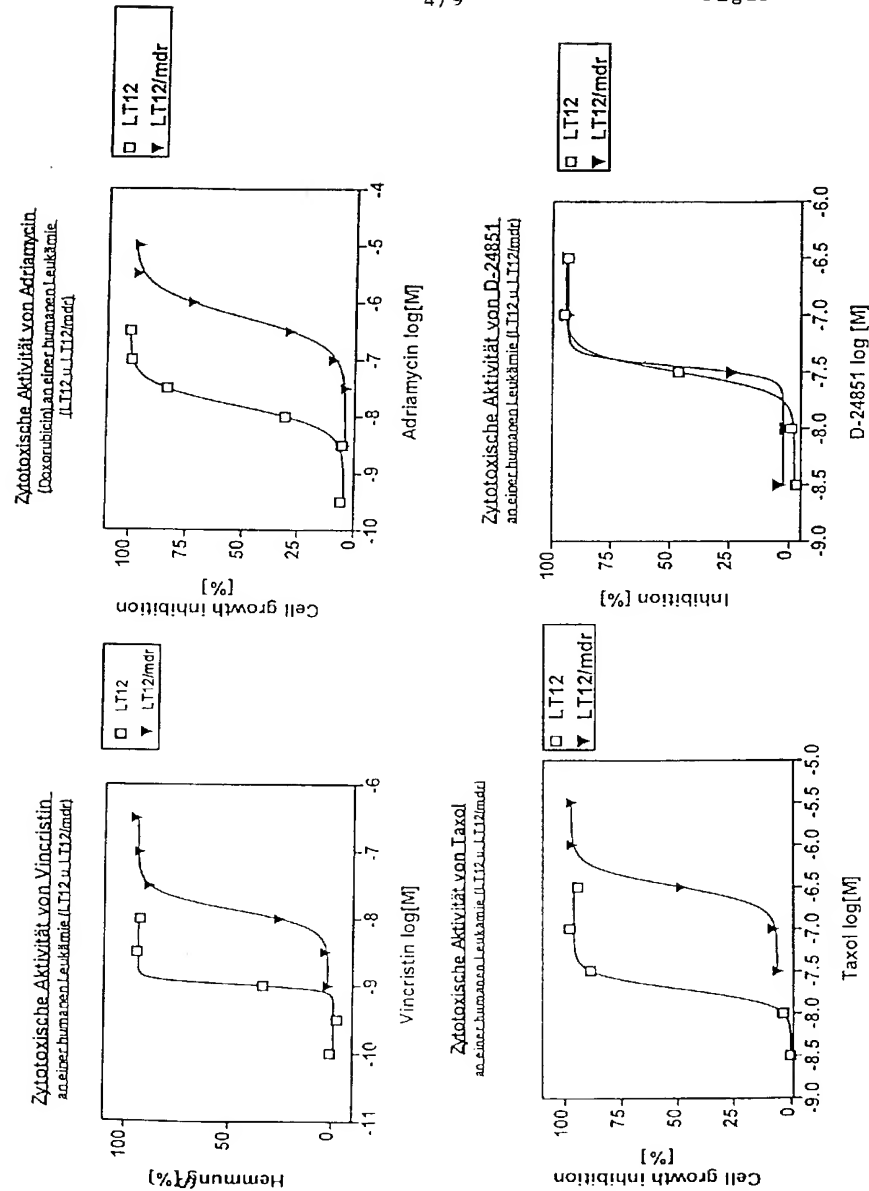 4/9
Zytotoxische Aktivität von Vincristin
an einer humanen Leukämie (LT12 u. LT12/mdr)
LT12
LT12/mdr
Hemmung [%]
100
50
0
-11
-10
-9
-8
-7
-6
Vincristin log[M]
Zytotoxische Aktivität von Adriamycin
(Doxorubicin) an einer humanen Leukämie
(LT12 u. LT12/mdr)
LT12
LT12/mdr
Cell growth inhibition
[%]
100
75
50
25
0
-10
-9
-8
-7
-6
-5
-4
Adriamycin log[M]
Zytotoxische Aktivität von Taxol
an einer humanen Leukamie (LT12 u. LT12/mdr)
LT12
LT12/mdr
Cell growth inhibition
[%]
100
75
50
25
0
-9.0
-8.5
-8.0
-7.5
-7.0
-6.5
-6.0
-5.5
-5.0
Taxol log[M]
Zytotoxische Aktivität von D-24851
an einer humanen Leukämie (LT12 u. LT12/mdr)
LT12
LT12/mdr
Inhibition [%]
100
75
50
25
0
-9.0
-8.5
-8.0
-7.5
-7.0
-6.5
-6.0
D-24851 log [M]